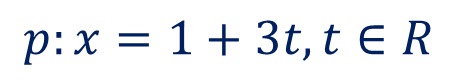 p: x = 1 + 3t, t ∈ R